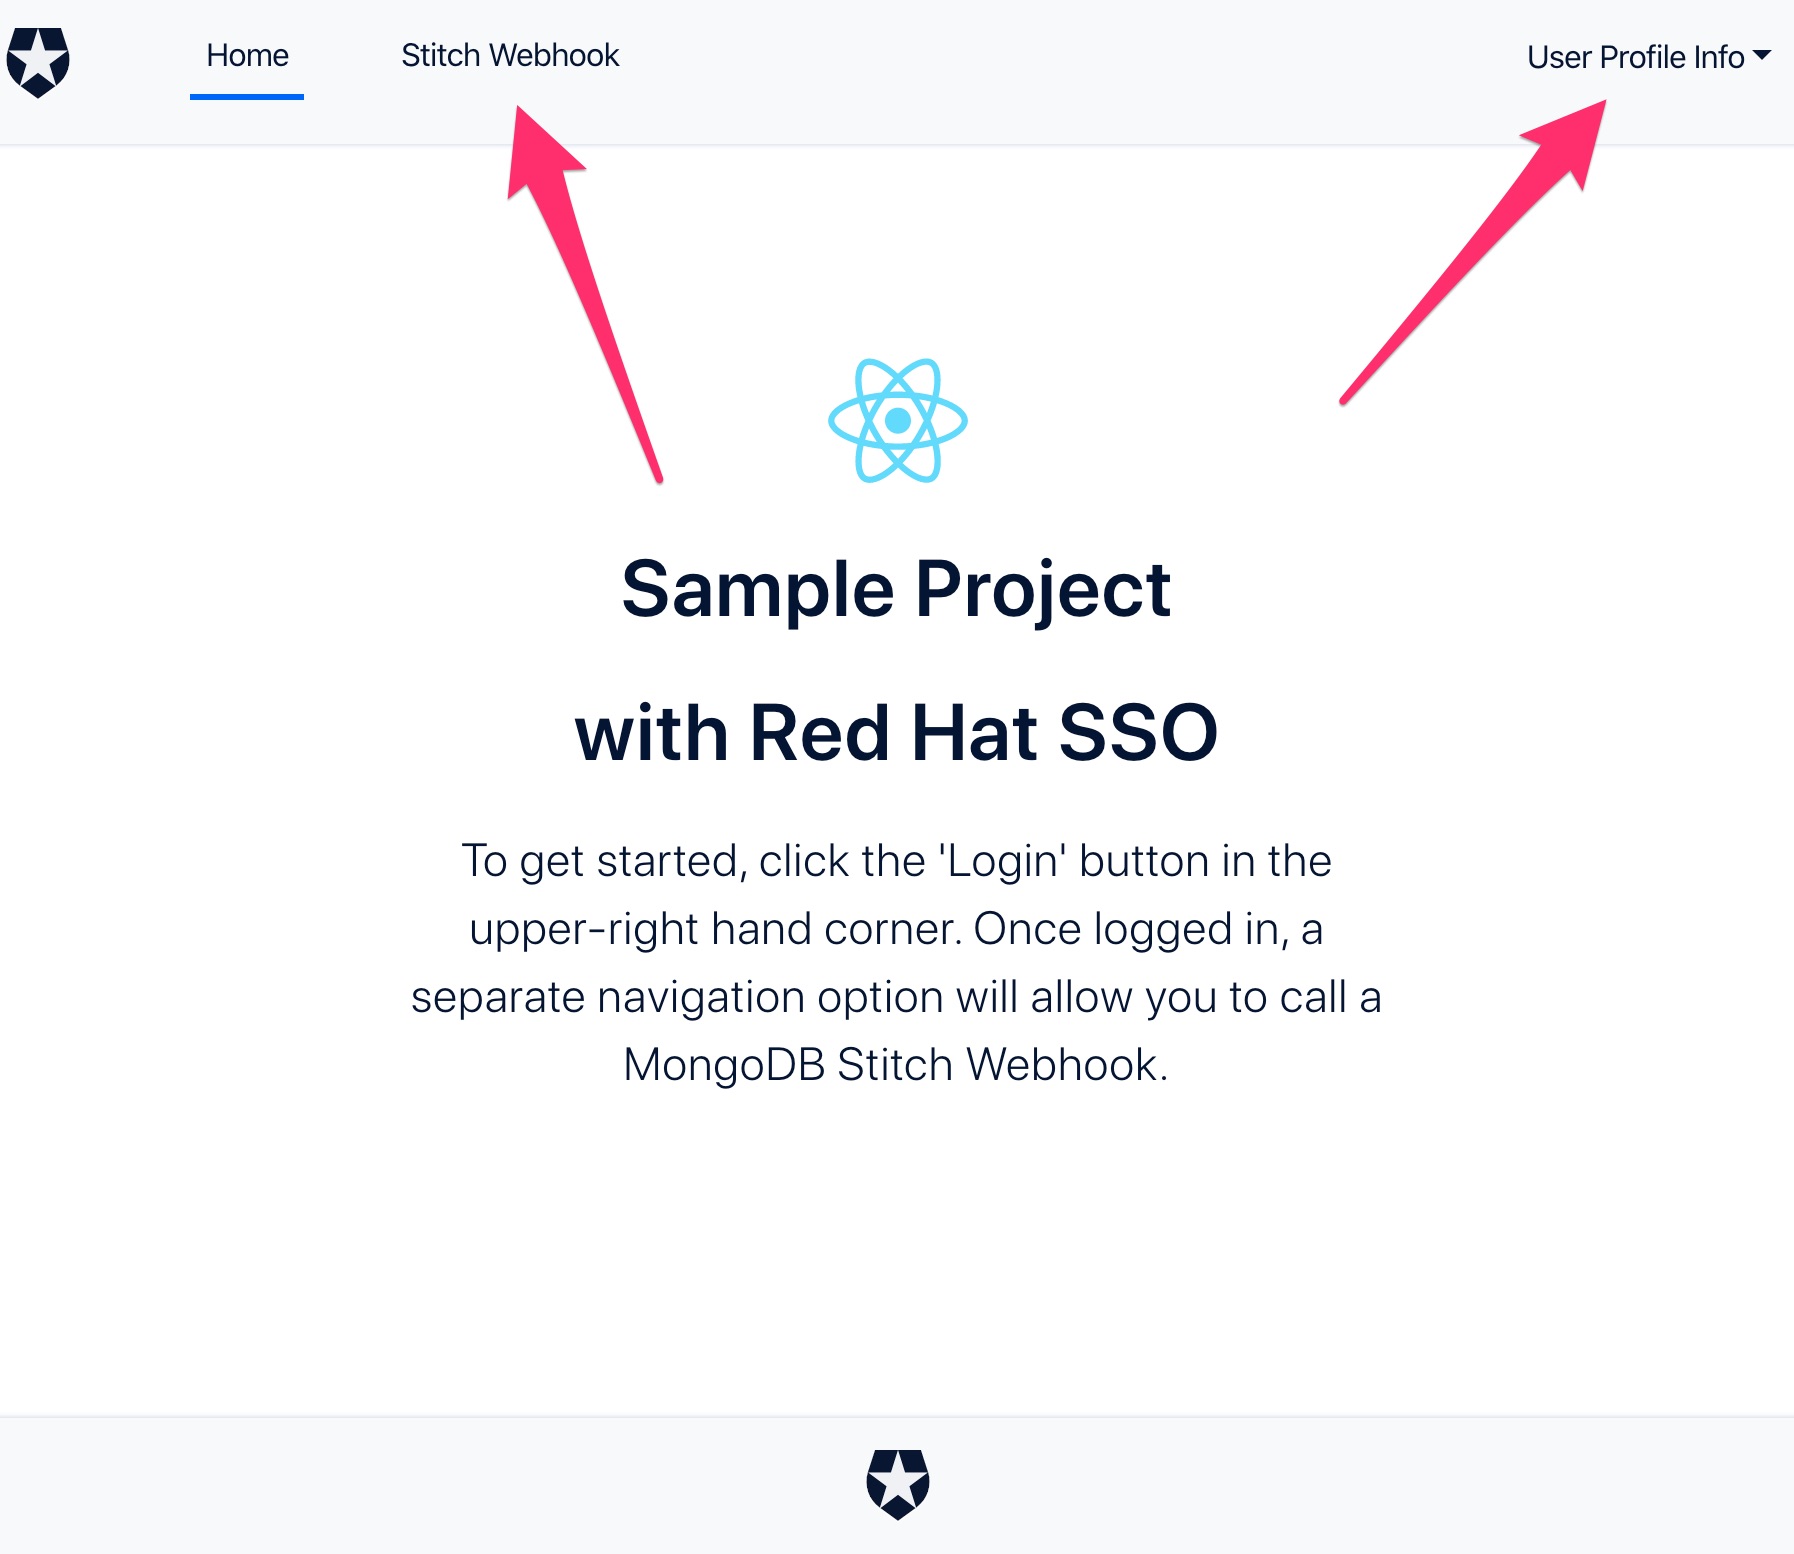 Home
Stitch Webhook
User Profile Info
Sample Project
with Red Hat SSO
To get started, click the 'Login' button in the
upper-right hand corner. Once logged in, a
separate navigation option will allow you to call a
MongoDB Stitch Webhook.